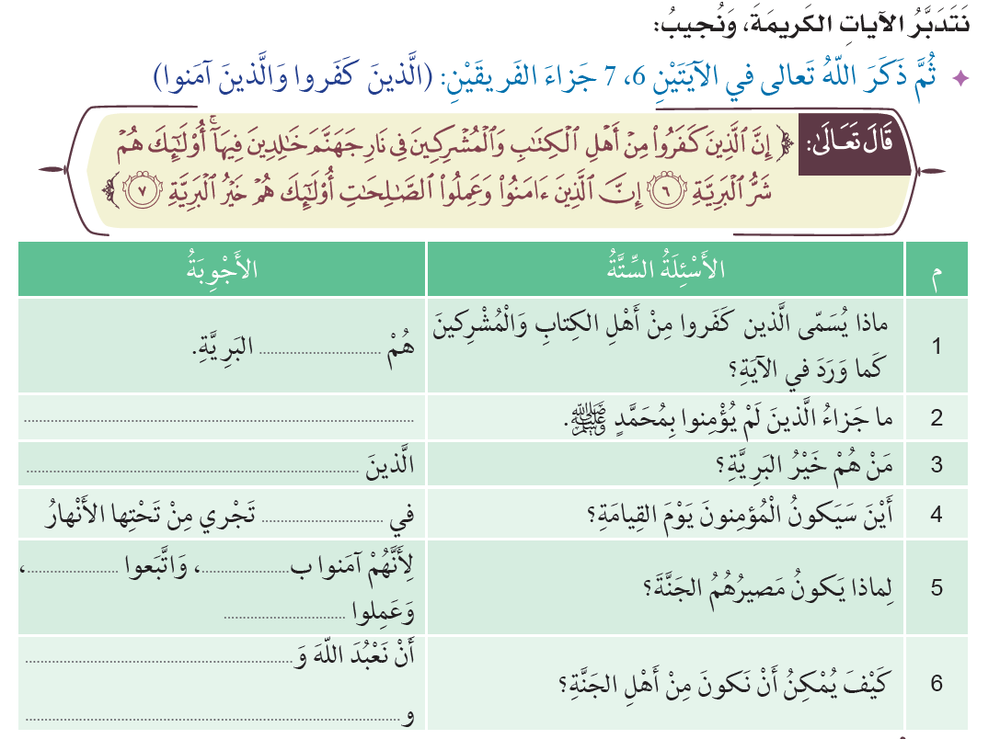 نَتَدَبَّرُ الآياتِ الكَريمَةَ، وَنُجيبُ:
ثُمَّ ذَكَرَ اللّهُ تَعالى في الآيَتَيْنِ 6، 7 جَزاءَ الفَريقَيْنِ: (الَّذينَ كَفَروا وَالَّذينَ آمَنوا)
قَالَ تَعَالَىٰ: ﴿ إِنَّ ٱلَّذِينَ كَفَرُوا۟ مِنْ أَهْلِ ٱلْكِتَٰبِ وَٱلْمُشْرِكِينَ فِى نَارِ جَهَنَّمَ خَٰلِدِينَ فِيهَآ ۚ أُو۟لَٰٓئِكَ هُمْ
شَرُّ ٱلْبَرِيَّةِ ٦ إِنَّ ٱلَّذِينَ ءَامَنُوا۟ وَعَمِلُوا۟ ٱلصَّٰلِحَٰتِ أُو۟لَٰٓئِكَ هُمْ خَيْرُ ٱلْبَرِيَّةِ ٧ ﴾
م الأَسْئِلَةُ السِّتَّةُ الأَجْوِبَةُ
1 ماذا يُسَمّى الَّذين كَفَروا مِنْ أَهْلِ الكِتابِ وَالْمُشْرِكينَ
كَما وَرَدَ في الآيَةِ؟
هُمْ .............................. البَرِيَّةِ.
2 ما جَزاءُ الَّذينَ لَمْ يُؤْمِنوا بِمُحَمَّدٍ ﷺ. ..............................
3 مَنْ هُمْ خَيْرُ البَرِيَّةِ؟ الَّذينَ ..............................
4 أَيْنَ سَيَكونُ الْمُؤمِنونَ يَوْمَ القِيامَةِ؟ في .............................. تَجْري مِنْ تَحْتِها الأَنْهارُ
5 لِماذا يَكونُ مَصيرُهُمُ الجَنَّةَ؟
لِأَنَّهُمْ آمَنوا ب......................، وَاتَّبَعوا ......................،
وَعَمِلوا ..............................
6 كَيْفَ يُمْكِنُ أَنْ نَكونَ مِنْ أَهْلِ الجَنَّةِ؟
أَنْ نَعْبُدَ اللّهَ وَ..............................
و..............................